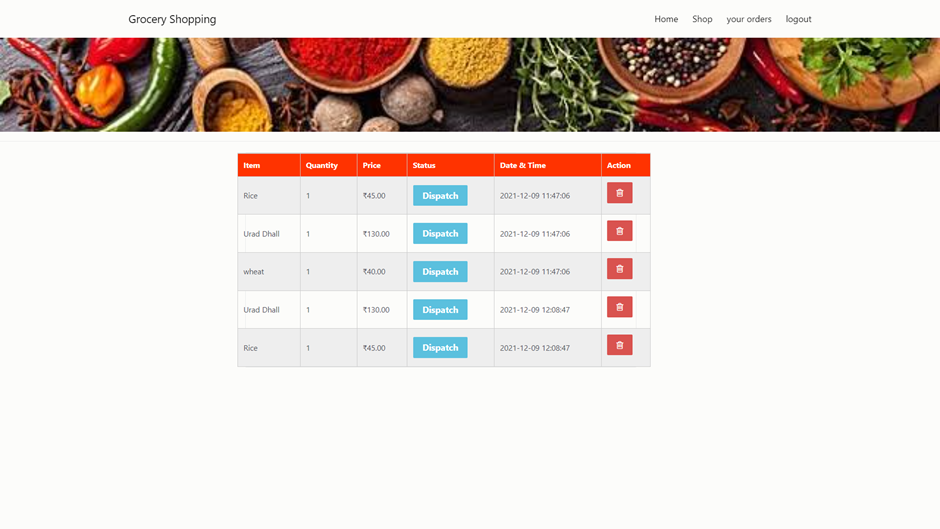 Grocery Shopping Home Shop your orders logout
Item Quantity Price Status Date & Time Action
Rice 1 ₹45.00 Dispatch 2021-12-09 11:47:06
Urad Dhall 1 ₹130.00 Dispatch 2021-12-09 11:47:06
wheat 1 ₹40.00 Dispatch 2021-12-09 11:47:06
Urad Dhall 1 ₹130.00 Dispatch 2021-12-09 12:08:47
Rice 1 ₹45.00 Dispatch 2021-12-09 12:08:47